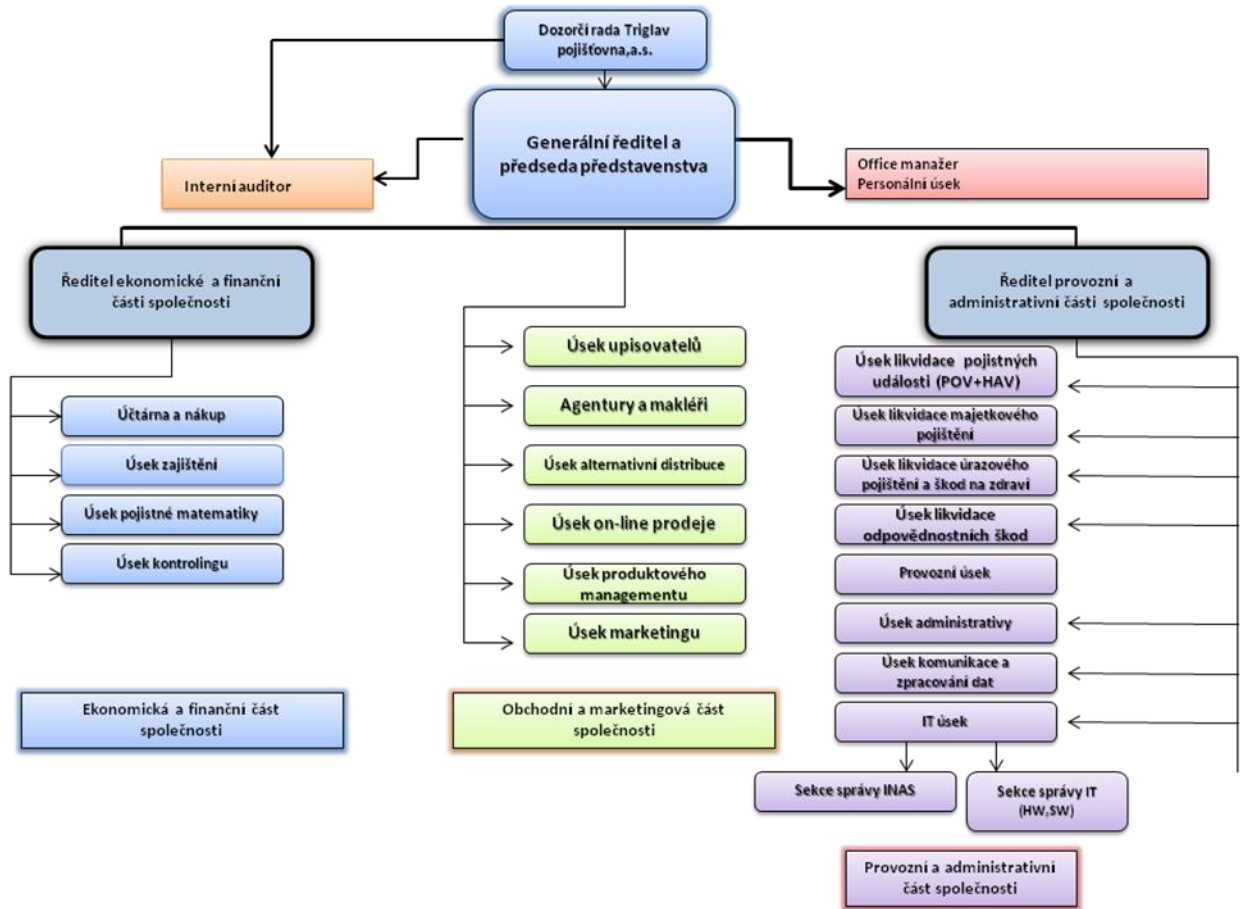 Dozorčí rada Triglav
pojišťovna,a.s.
Generální ředitel a
předseda představenstva
Interní auditor
Office manažer
Personální úsek
Ředitel ekonomické a finanční
části společnosti
Ředitel provozní a
administrativní části společnosti
Účtárna a nákup
Úsek zajištění
Úsek pojistné matematiky
Úsek kontrolingu
Úsek upisovatelů
Agentury a makléři
Úsek alternativní distribuce
Úsek on-line prodeje
Úsek produktového
managementu
Úsek marketingu
Úsek likvidace pojistných
události (POV+HAV)
Úsek likvidace majetkového
pojištění
Úsek likvidace úrazového
pojištění a škod na zdraví
Úsek likvidace
odpovědnostních škod
Provozní úsek
Úsek administrativy
Úsek komunikace a
zpracování dat
IT úsek
Sekce správy INAS
Sekce správy IT
(HW,SW)
Ekonomická a finanční část
společnosti
Obchodní a marketingová část
společnosti
Provozní a administrativní
část společnosti